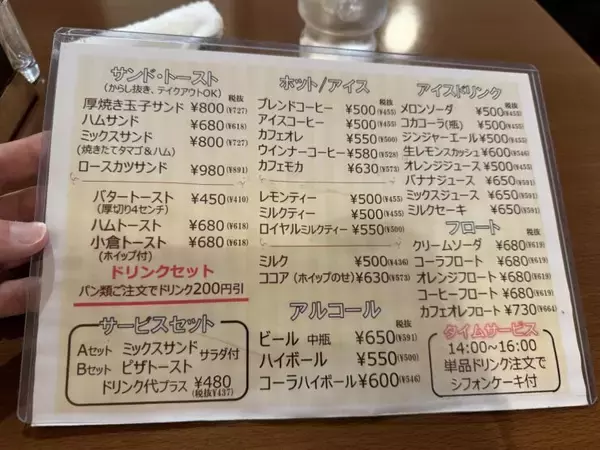 サンド・トースト
(からし抜き、テイクアウトOK)
税抜
厚焼き玉子サンド ¥800(¥727)
ハムサンド ¥680(¥618)
ミックスサンド ¥800(¥727)
(焼きたてタマゴ&ハム)
ロースカツサンド ¥980(¥891)
バタートースト ¥450(¥410)
(厚切り4センチ)
ハムトースト ¥680(¥618)
小倉トースト ¥680(¥618)
(ホイップ付)
ドリンクセット
パン類ご注文でドリンク200円引
サービスセット
Aセット ミックスサンド サラダ付
Bセット ピザトースト
ドリンク代プラス ¥480
(税抜¥437)
ホット/アイス
税抜
ブレンドコーヒー ¥500(¥455)
アイスコーヒー ¥500(¥455)
カフェオレ ¥550(¥500)
ウインナーコーヒー ¥580(¥528)
カフェモカ ¥630(¥573)
レモンティー ¥500(¥455)
ミルクティー ¥500(¥455)
ロイヤルミルクティー ¥550(¥500)
ミルク ¥500(¥436)
ココア (ホイップのせ) ¥630(¥573)
アルコール
税抜
ビール 中瓶 ¥650(¥591)
ハイボール ¥550(¥500)
コーラハイボール ¥600(¥546)
アイスドリンク
税抜
メロンソーダ ¥500(¥455)
コカコーラ(瓶) ¥500(¥455)
ジンジャーエール ¥500(¥455)
生レモンスカッシュ ¥600(¥546)
オレンジジュース ¥500(¥455)
バナナジュース ¥650(¥591)
ミックスジュース ¥650(¥591)
ミルクセーキ ¥650(¥591)
フロート
税抜
クリームソーダ ¥680(¥619)
コーラフロート ¥680(¥619)
オレンジフロート ¥680(¥619)
コーヒーフロート ¥680(¥619)
カフェオレフロート ¥730(¥664)
タイムサービス
14:00~16:00
単品ドリンク注文で
シフォンケーキ付